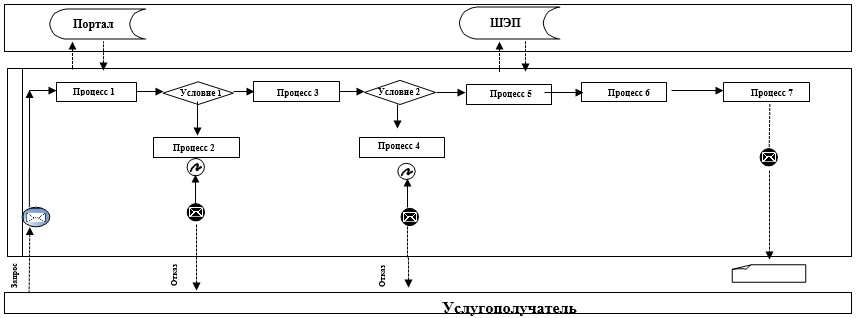 Портал
ШЭП
Процесс 1
Условие 1
Процесс 3
Условие 2
Процесс 5
Процесс 6
Процесс 7
Процесс 2
Процесс 4
Запрос
Отказ
Отказ
Услугополучатель